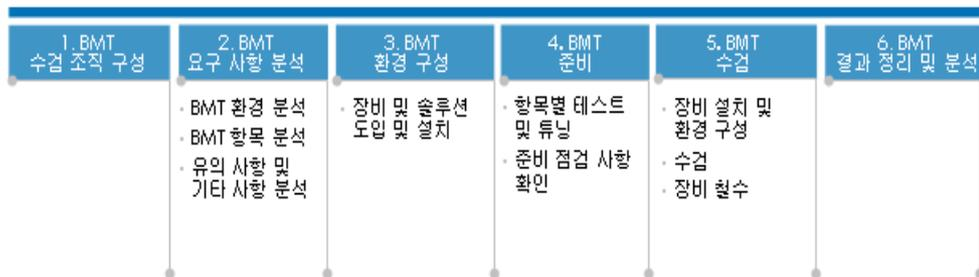 1. BMT
수검 조직 구성
2. BMT
요구 사항 분석
· BMT 환경 분석
· BMT 항목 분석
· 유의 사항 및
기타 사항 분석
3. BMT
환경 구성
· 장비 및 솔루션
도입 및 설치
4. BMT
준비
· 항목별 테스트
및 튜닝
· 준비 점검 사항
확인
5. BMT
수검
· 장비 설치 및
환경 구성
· 수검
· 장비 철수
6. BMT
결과 정리 및 분석